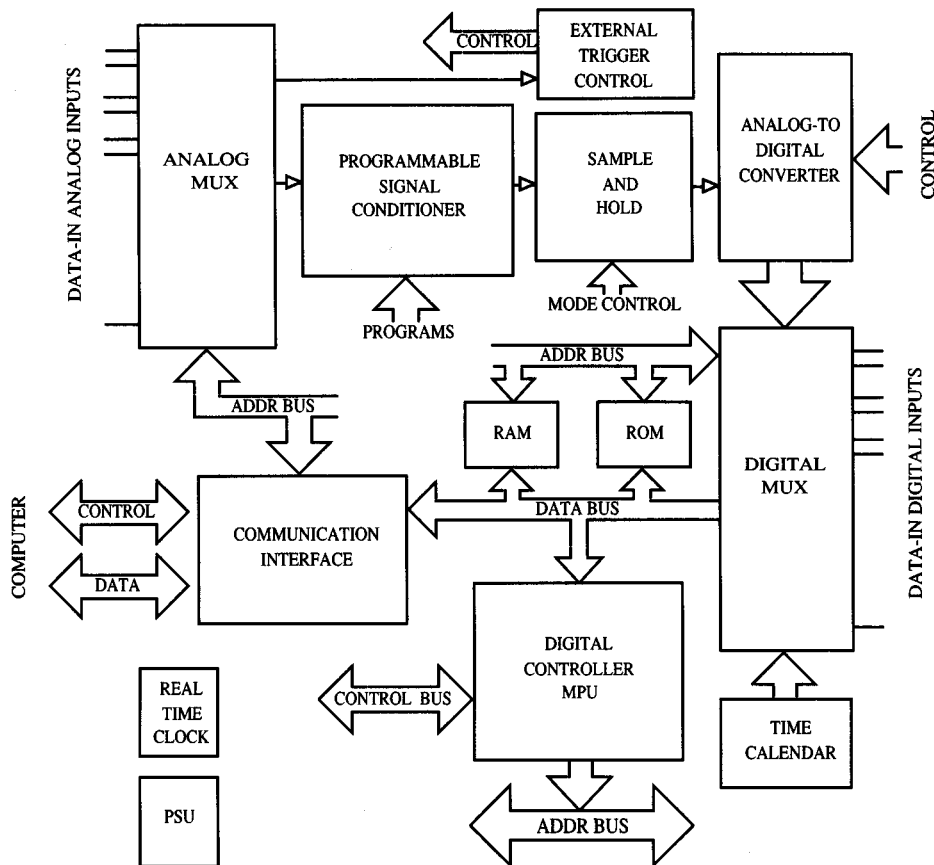 EXTERNAL
TRIGGER
CONTROL
CONTROL
DATA-IN ANALOG INPUTS
ANALOG
MUX
PROGRAMMABLE
SIGNAL
CONDITIONER
SAMPLE
AND
HOLD
ANALOG-TO
DIGITAL
CONVERTER
CONTROL
PROGRAMS
MODE CONTROL
ADDR BUS
ADDR BUS
RAM
ROM
DIGITAL
MUX
DATA-IN DIGITAL INPUTS
COMPUTER
CONTROL
DATA
COMMUNICATION
INTERFACE
DATA BUS
DIGITAL
CONTROLLER
MPU
CONTROL BUS
REAL
TIME
CLOCK
TIME
CALENDAR
PSU
ADDR BUS